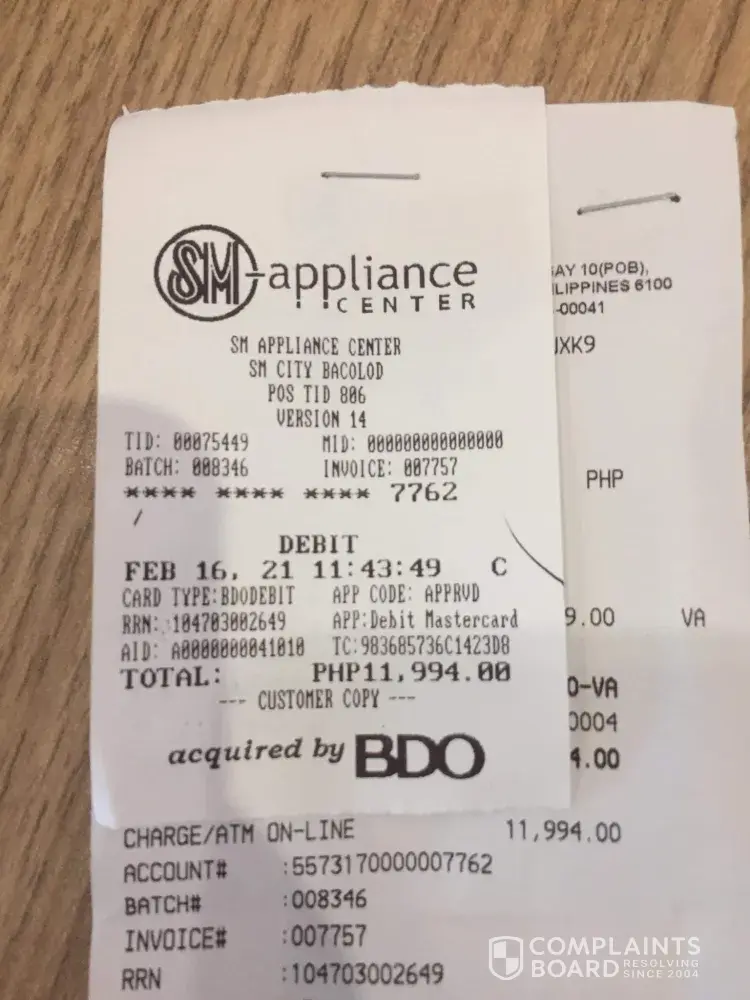 SM appliance
CENTER
SM APPLIANCE CENTER
SM CITY BACOLOD
POS TID 806
VERSION 14
TID: 00075449 MID: 000000000000000
BATCH: 008346 INVOICE: 007757
**** **** **** 7762
/
DEBIT
FEB 16, 21 11:43:49 C
CARD TYPE:BDODEBIT APP CODE: APPRVD
RRN: 104703002649 APP:Debit Mastercard
AID: A0000000041010 TC:983685736C1423D8
TOTAL: PHP11,994.00
--- CUSTOMER COPY ---
acquired by BDO
AY 10(POB),
LIPPINES 6100
-00041
JXK9
PHP
9.00 VA
0-VA
0004
4.00
CHARGE/ATM ON-LINE 11,994.00
ACCOUNT# :5573170000007762
BATCH# :008346
INVOICE# :007757
RRN :104703002649
COMPLAINTS
BOARD RESOLVING
SINCE 2004